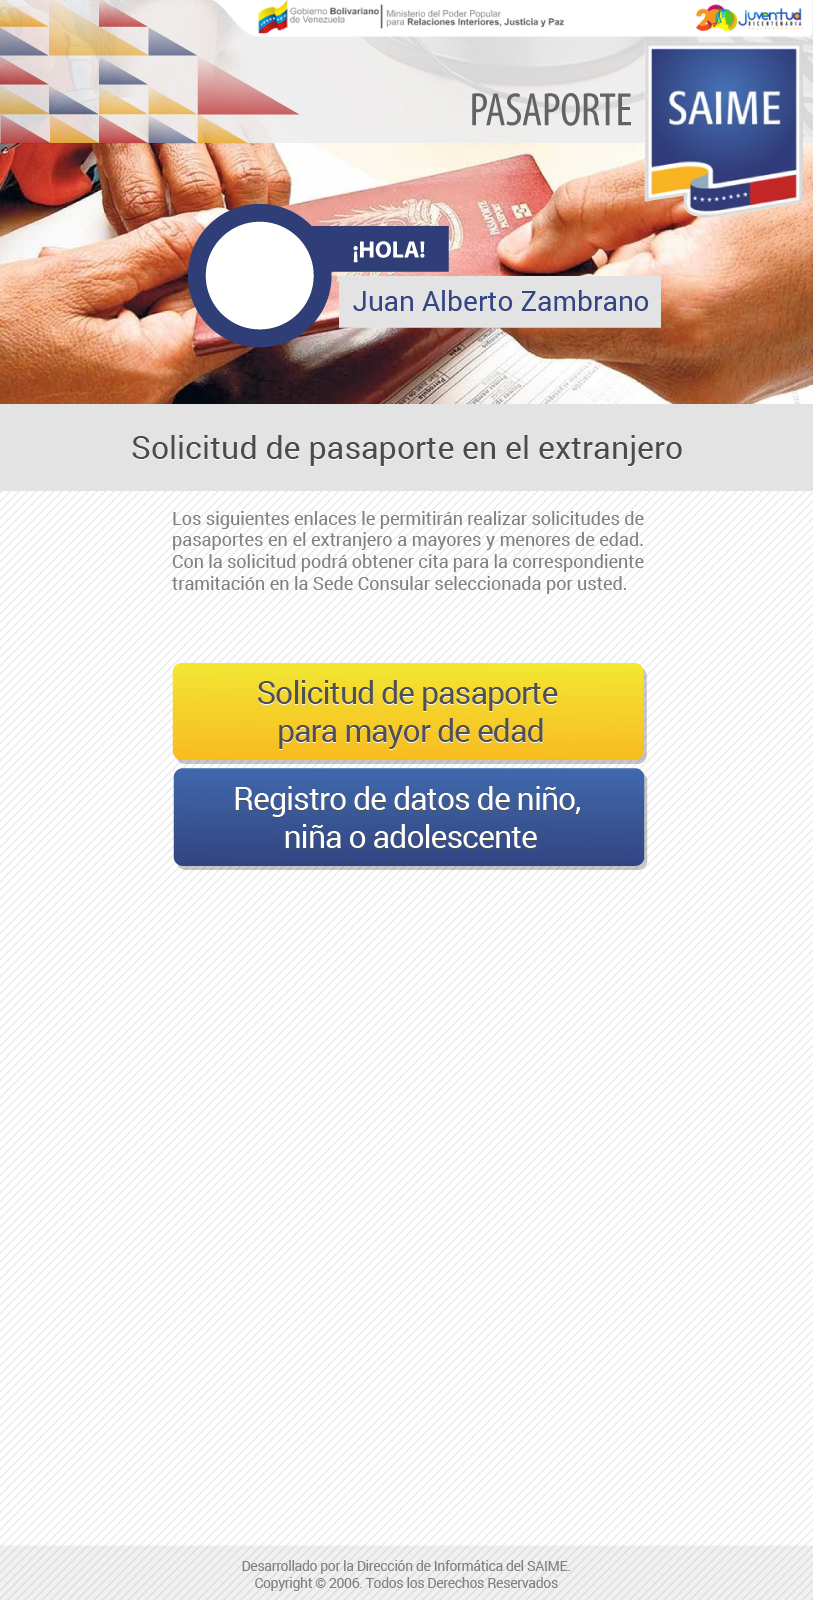 Gobierno Bolivariano
de Venezuela
Ministerio del Poder Popular
para Relaciones Interiores, Justicia y Paz
200 juventud
BICENTENARIA
PASAPORTE
SAIME
PASAPORTE
¡HOLA!
Juan Alberto Zambrano
Solicitud de pasaporte en el extranjero
Los siguientes enlaces le permitirán realizar solicitudes de
pasaportes en el extranjero a mayores y menores de edad.
Con la solicitud podrá obtener cita para la correspondiente
tramitación en la Sede Consular seleccionada por usted.
Solicitud de pasaporte
para mayor de edad
Registro de datos de niño,
niña o adolescente
Desarrollado por la Dirección de Informática del SAIME.
Copyright © 2006. Todos los Derechos Reservados